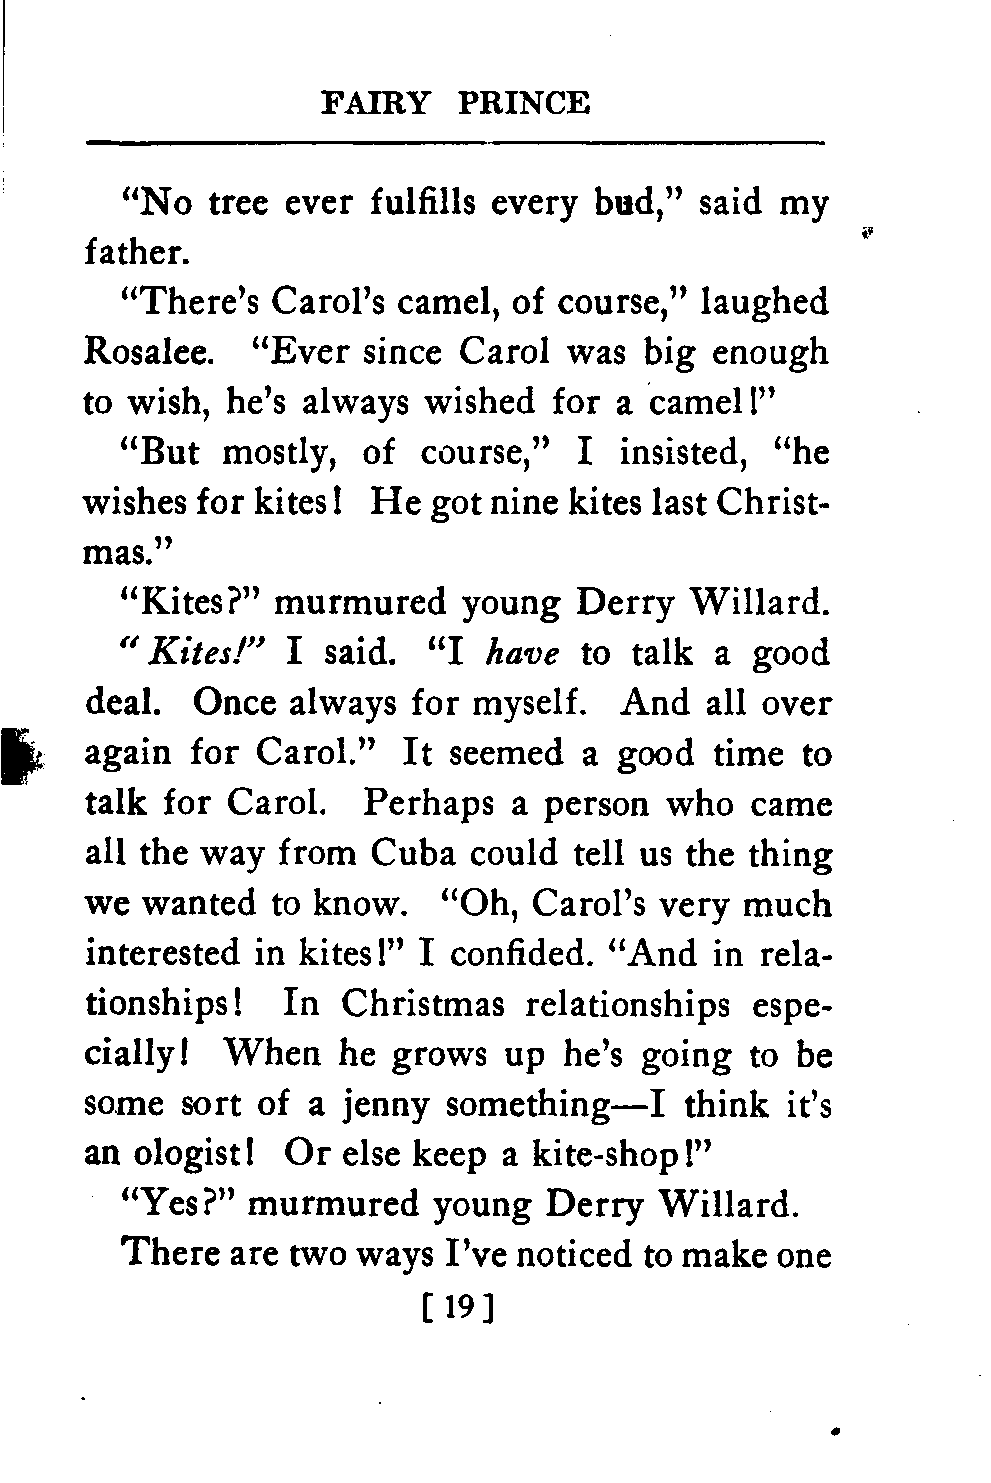 FAIRY PRINCE
“No tree ever fulfills every bud,” said my
father.
“There’s Carol’s camel, of course,” laughed
Rosalee. “Ever since Carol was big enough
to wish, he’s always wished for a camel!”
“But mostly, of course,” I insisted, “he
wishes for kites! He got nine kites last Christ-
mas.”
“Kites?” murmured young Derry Willard.
“Kites!” I said. “I have to talk a good
deal. Once always for myself. And all over
again for Carol.” It seemed a good time to
talk for Carol. Perhaps a person who came
all the way from Cuba could tell us the thing
we wanted to know. “Oh, Carol’s very much
interested in kites!” I confided. “And in rela-
tionships! In Christmas relationships espe-
cially! When he grows up he’s going to be
some sort of a jenny something—I think it’s
an ologist! Or else keep a kite-shop!”
“Yes?” murmured young Derry Willard.
There are two ways I’ve noticed to make one
[ 19 ]